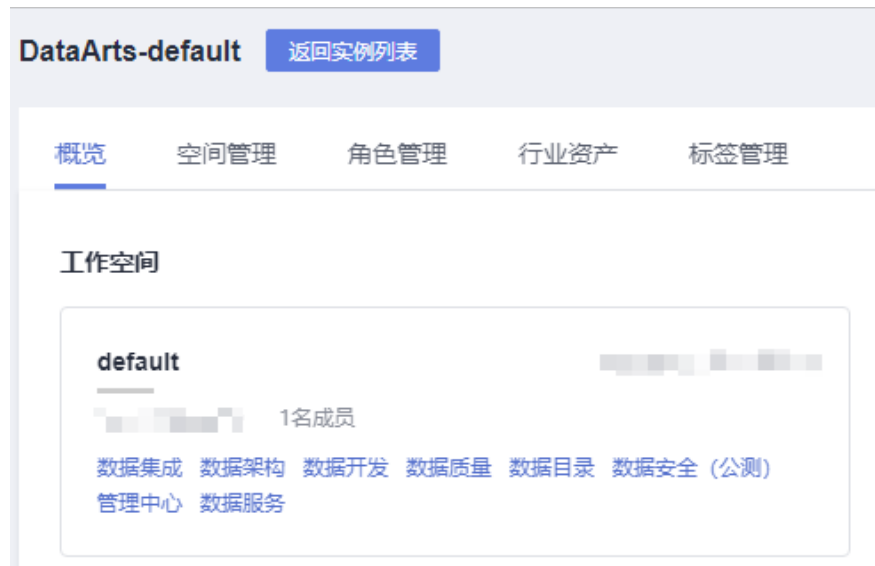 DataArts-default 返回实例列表
概览 空间管理 角色管理 行业资产 标签管理
工作空间
default
1名成员
数据集成 数据架构 数据开发 数据质量 数据目录 数据安全（公测）
管理中心 数据服务